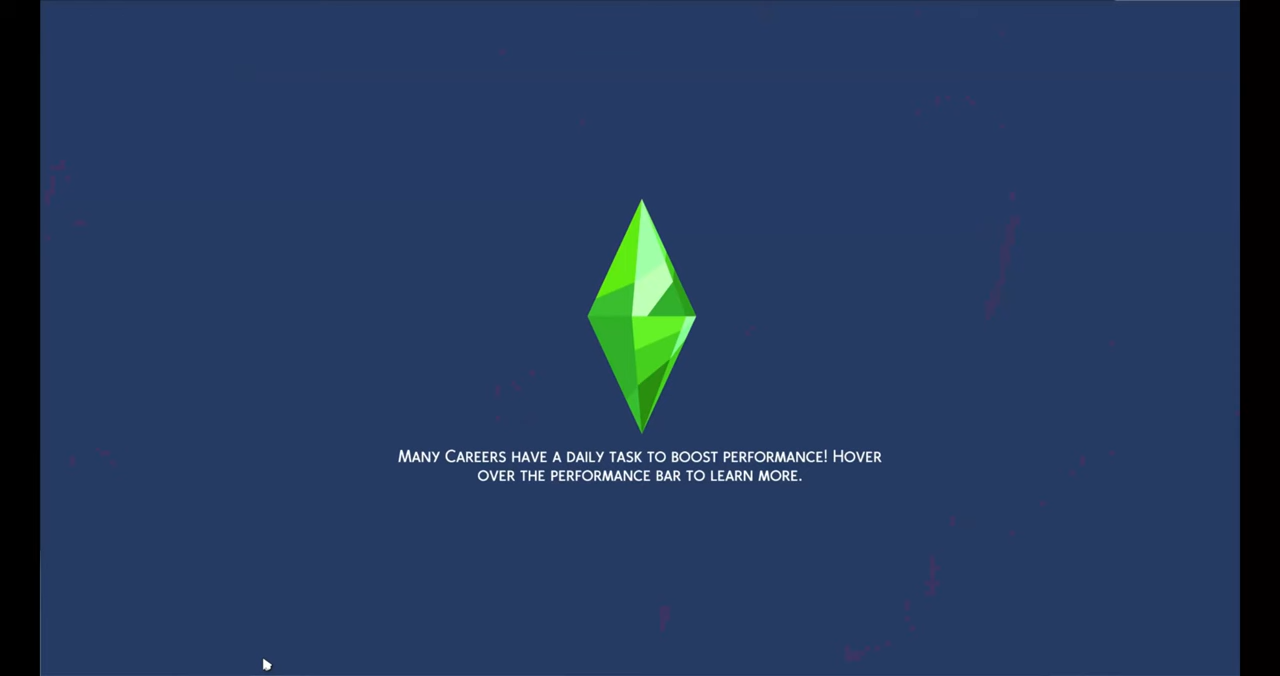 Many Careers have a daily task to boost performance! Hover
over the performance bar to learn more.